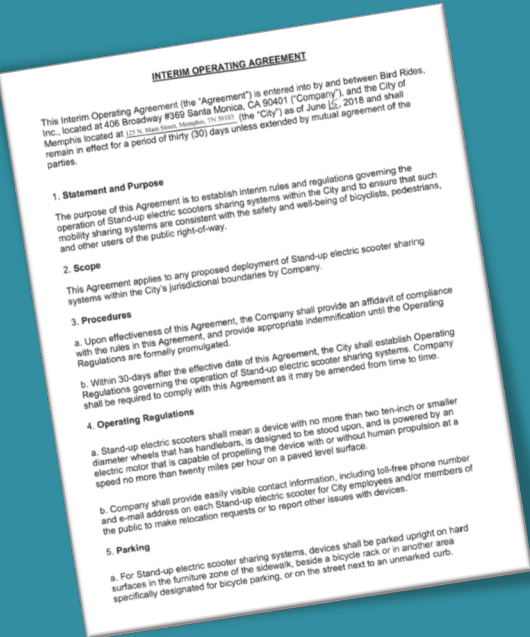 INTERIM OPERATING AGREEMENT
This Interim Operating Agreement (the "Agreement") is entered into by and between Bird Rides,
Inc., located at 406 Broadway #369 Santa Monica, CA 90401 ("Company"), and the City of
Memphis located at 125 N. Main Street, Memphis, TN 38103 (the "City") as of June 15, 2018 and shall
remain in effect for a period of thirty (30) days unless extended by mutual agreement of the
parties.
1. Statement and Purpose
The purpose of this Agreement is to establish interim rules and regulations governing the
operation of Stand-up electric scooters sharing systems within the City and to ensure that such
mobility sharing systems are consistent with the safety and well-being of bicyclists, pedestrians,
and other users of the public right-of-way.
2. Scope
This Agreement applies to any proposed deployment of Stand-up electric scooter sharing
systems within the City's jurisdictional boundaries by Company.
3. Procedures
a. Upon effectiveness of this Agreement, the Company shall provide an affidavit of compliance
with the rules in this Agreement, and provide appropriate indemnification until the Operating
Regulations are formally promulgated.
b. Within 30-days after the effective date of this Agreement, the City shall establish Operating
Regulations governing the operation of Stand-up electric scooter sharing systems. Company
shall be required to comply with this Agreement as it may be amended from time to time.
4. Operating Regulations
a. Stand-up electric scooters shall mean a device with no more than two ten-inch or smaller
diameter wheels that has handlebars, is designed to be stood upon, and is powered by an
electric motor that is capable of propelling the device with or without human propulsion at a
speed no more than twenty miles per hour on a paved level surface.
b. Company shall provide easily visible contact information, including toll-free phone number
and e-mail address on each Stand-up electric scooter for City employees and/or members of
the public to make relocation requests or to report other issues with devices.
5. Parking
a. For Stand-up electric scooter sharing systems, devices shall be parked upright on hard
surfaces in the furniture zone of the sidewalk, beside a bicycle rack or in another area
specifically designated for bicycle parking, or on the street next to an unmarked curb.